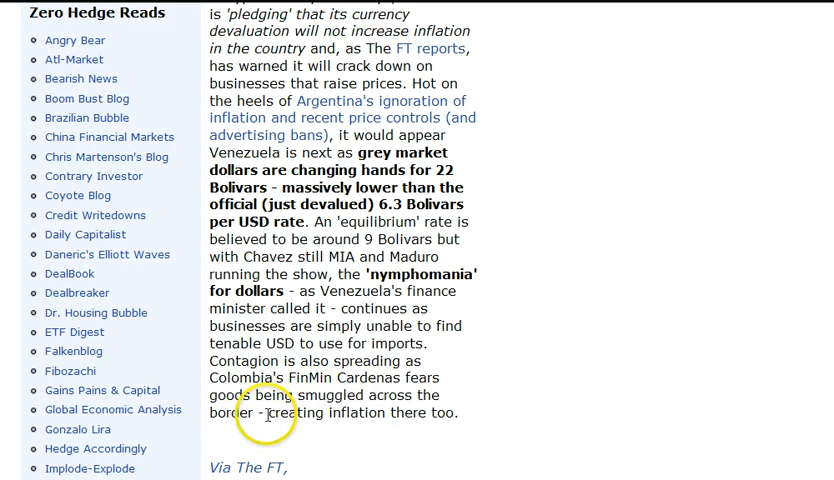 Zero Hedge Reads
Angry Bear
Atl-Market
Bearish News
Boom Bust Blog
Brazilian Bubble
China Financial Markets
Chris Martenson's Blog
Contrary Investor
Coyote Blog
Credit Writedowns
Daily Capitalist
Daneric's Elliott Waves
DealBook
Dealbreaker
Dr. Housing Bubble
ETF Digest
Falkenblog
Fibozachi
Gains Pains & Capital
Global Economic Analysis
Gonzalo Lira
Hedge Accordingly
Implode-Explode
is 'pledging' that its currency
devaluation will not increase inflation
in the country and, as The FT reports,
has warned it will crack down on
businesses that raise prices. Hot on
the heels of Argentina's ignoration of
inflation and recent price controls (and
advertising bans), it would appear
Venezuela is next as grey market
dollars are changing hands for 22
Bolivars - massively lower than the
official (just devalued) 6.3 Bolivars
per USD rate. An 'equilibrium' rate is
believed to be around 9 Bolivars but
with Chavez still MIA and Maduro
running the show, the 'nymphomania'
for dollars - as Venezuela's finance
minister called it - continues as
businesses are simply unable to find
tenable USD to use for imports.
Contagion is also spreading as
Colombia's FinMin Cardenas fears
goods being smuggled across the
border - creating inflation there too.
Via The FT,